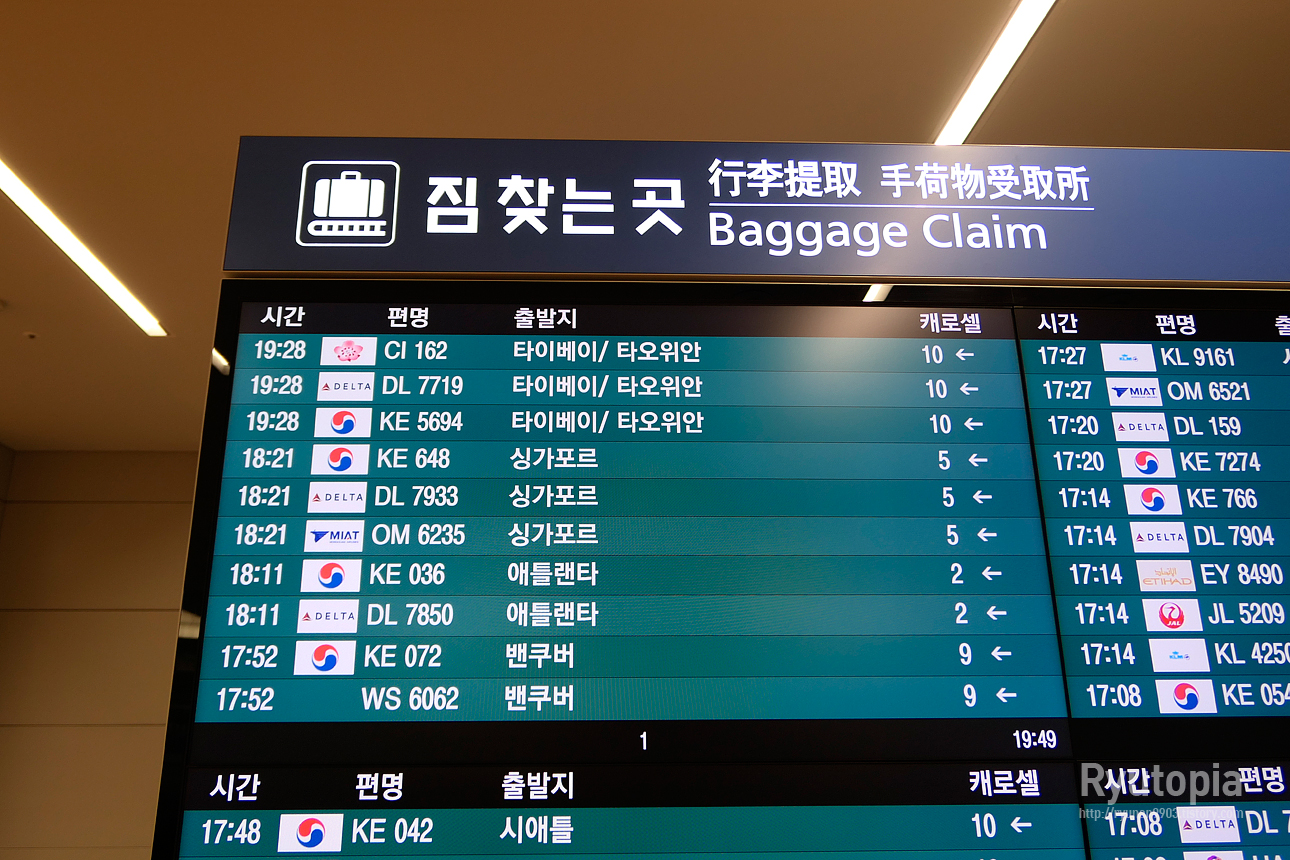 짐 찾는 곳
行李提取 手荷物受取所
Baggage Claim
시간 편명 출발지 캐로셀
19:28 CI 162 타이베이/ 타오위안 10 ←
19:28 DELTA DL 7719 타이베이/ 타오위안 10 ←
19:28 KE 5694 타이베이/ 타오위안 10 ←
18:21 KE 648 싱가포르 5 ←
18:21 DELTA DL 7933 싱가포르 5 ←
18:21 MIAT OM 6235 싱가포르 5 ←
18:11 KE 036 애틀랜타 2 ←
18:11 DELTA DL 7850 애틀랜타 2 ←
17:52 KE 072 밴쿠버 9 ←
17:52 WS 6062 밴쿠버 9 ←
1 19:49
시간 편명 출발지 캐로셀
17:48 KE 042 시애틀 10 ←
시간 편명
17:27 KLM KL 9161
17:27 MIAT OM 6521
17:20 DELTA DL 159
17:20 KE 7274
17:14 KE 766
17:14 DELTA DL 7904
17:14 ETIHAD EY 8490
17:14 JAL JL 5209
17:14 KLM KL 4250
17:08 KE 054
시간 편명
17:08 DELTA DL 7
Ryutopia